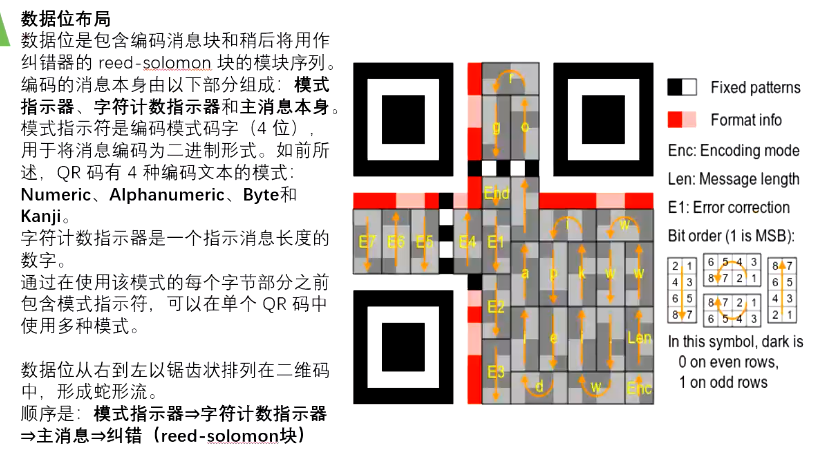 数据位布局
数据位是包含编码消息块和稍后将用作
纠错器的 reed-solomon 块的模块序列。
编码的消息本身由以下部分组成：模式
指示器、字符计数指示器和主消息本身。
模式指示符是编码模式码字（4 位），
用于将消息编码为二进制形式。如前所
述，QR 码有 4 种编码文本的模式：
Numeric、Alphanumeric、Byte和
Kanji。
字符计数指示器是一个指示消息长度的
数字。
通过在使用该模式的每个字节部分之前
包含模式指示符，可以在单个 QR 码中
使用多种模式。
数据位从右到左以锯齿状排列在二维码
中，形成蛇形流。
顺序是：模式指示器⇒字符计数指示器
⇒主消息⇒纠错（reed-solomon块）
r
g o
End
E7 E6 E5 E4 E1
i w
a p k w w
E2
e Len
E3
d w Enc
Fixed patterns
Format info
Enc: Encoding mode
Len: Message length
E1: Error correction
Bit order (1 is MSB):
2 1
4 3
6 5
8 7
6 5 4 3
8 7 2 1
8 7 2 1
6 5 4 3
8 7
6 5
4 3
2 1
In this symbol, dark is
0 on even rows,
1 on odd rows